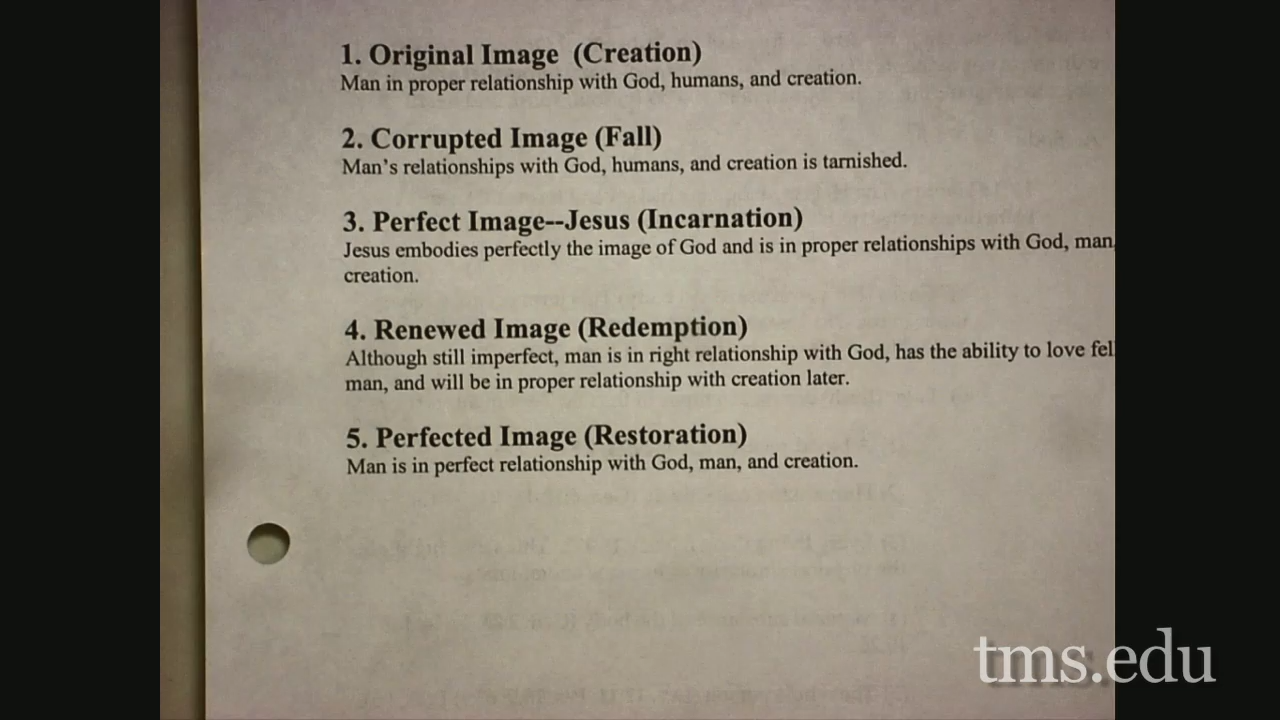 1. Original Image (Creation)
Man in proper relationship with God, humans, and creation.
2. Corrupted Image (Fall)
Man's relationships with God, humans, and creation is tarnished.
3. Perfect Image--Jesus (Incarnation)
Jesus embodies perfectly the image of God and is in proper relationships with God, man,
creation.
4. Renewed Image (Redemption)
Although still imperfect, man is in right relationship with God, has the ability to love fel
man, and will be in proper relationship with creation later.
5. Perfected Image (Restoration)
Man is in perfect relationship with God, man, and creation.
tms.edu